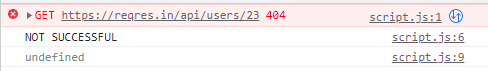 GET https://reqres.in/api/users/23 404 script.js:1
NOT SUCCESSFUL script.js:6
undefined script.js:9